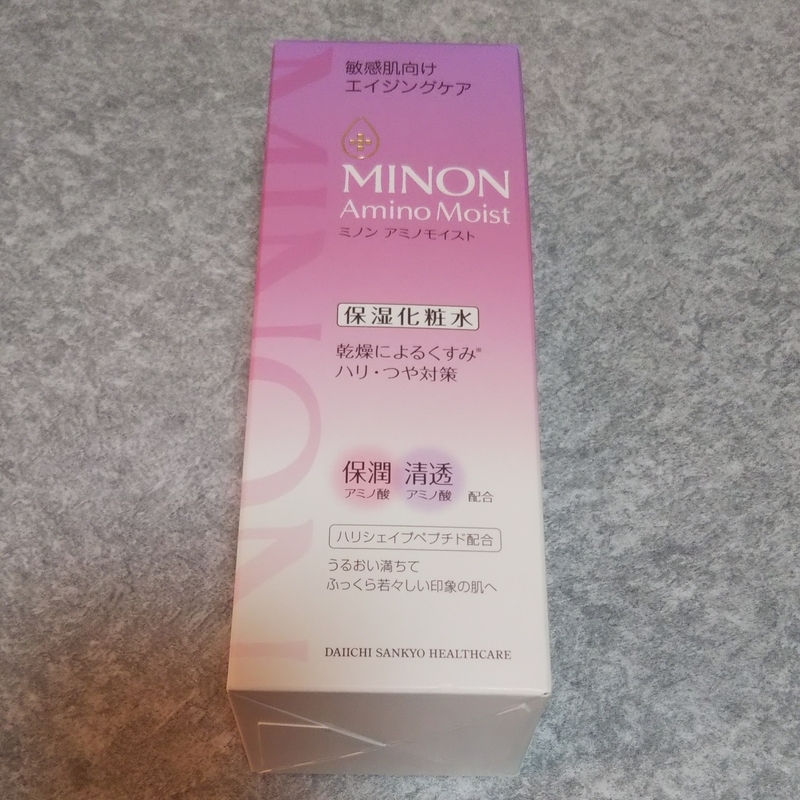 敏感肌向け
エイジングケア
MINON
Amino Moist
ミノン アミノモイスト
保湿化粧水
乾燥によるくすみ※
ハリ・つや対策
保潤 清透
アミノ酸 アミノ酸 配合
ハリシェイプペプチド配合
うるおい満ちて
ふっくら若々しい印象の肌へ
DAIICHI SANKYO HEALTHCARE
MINON